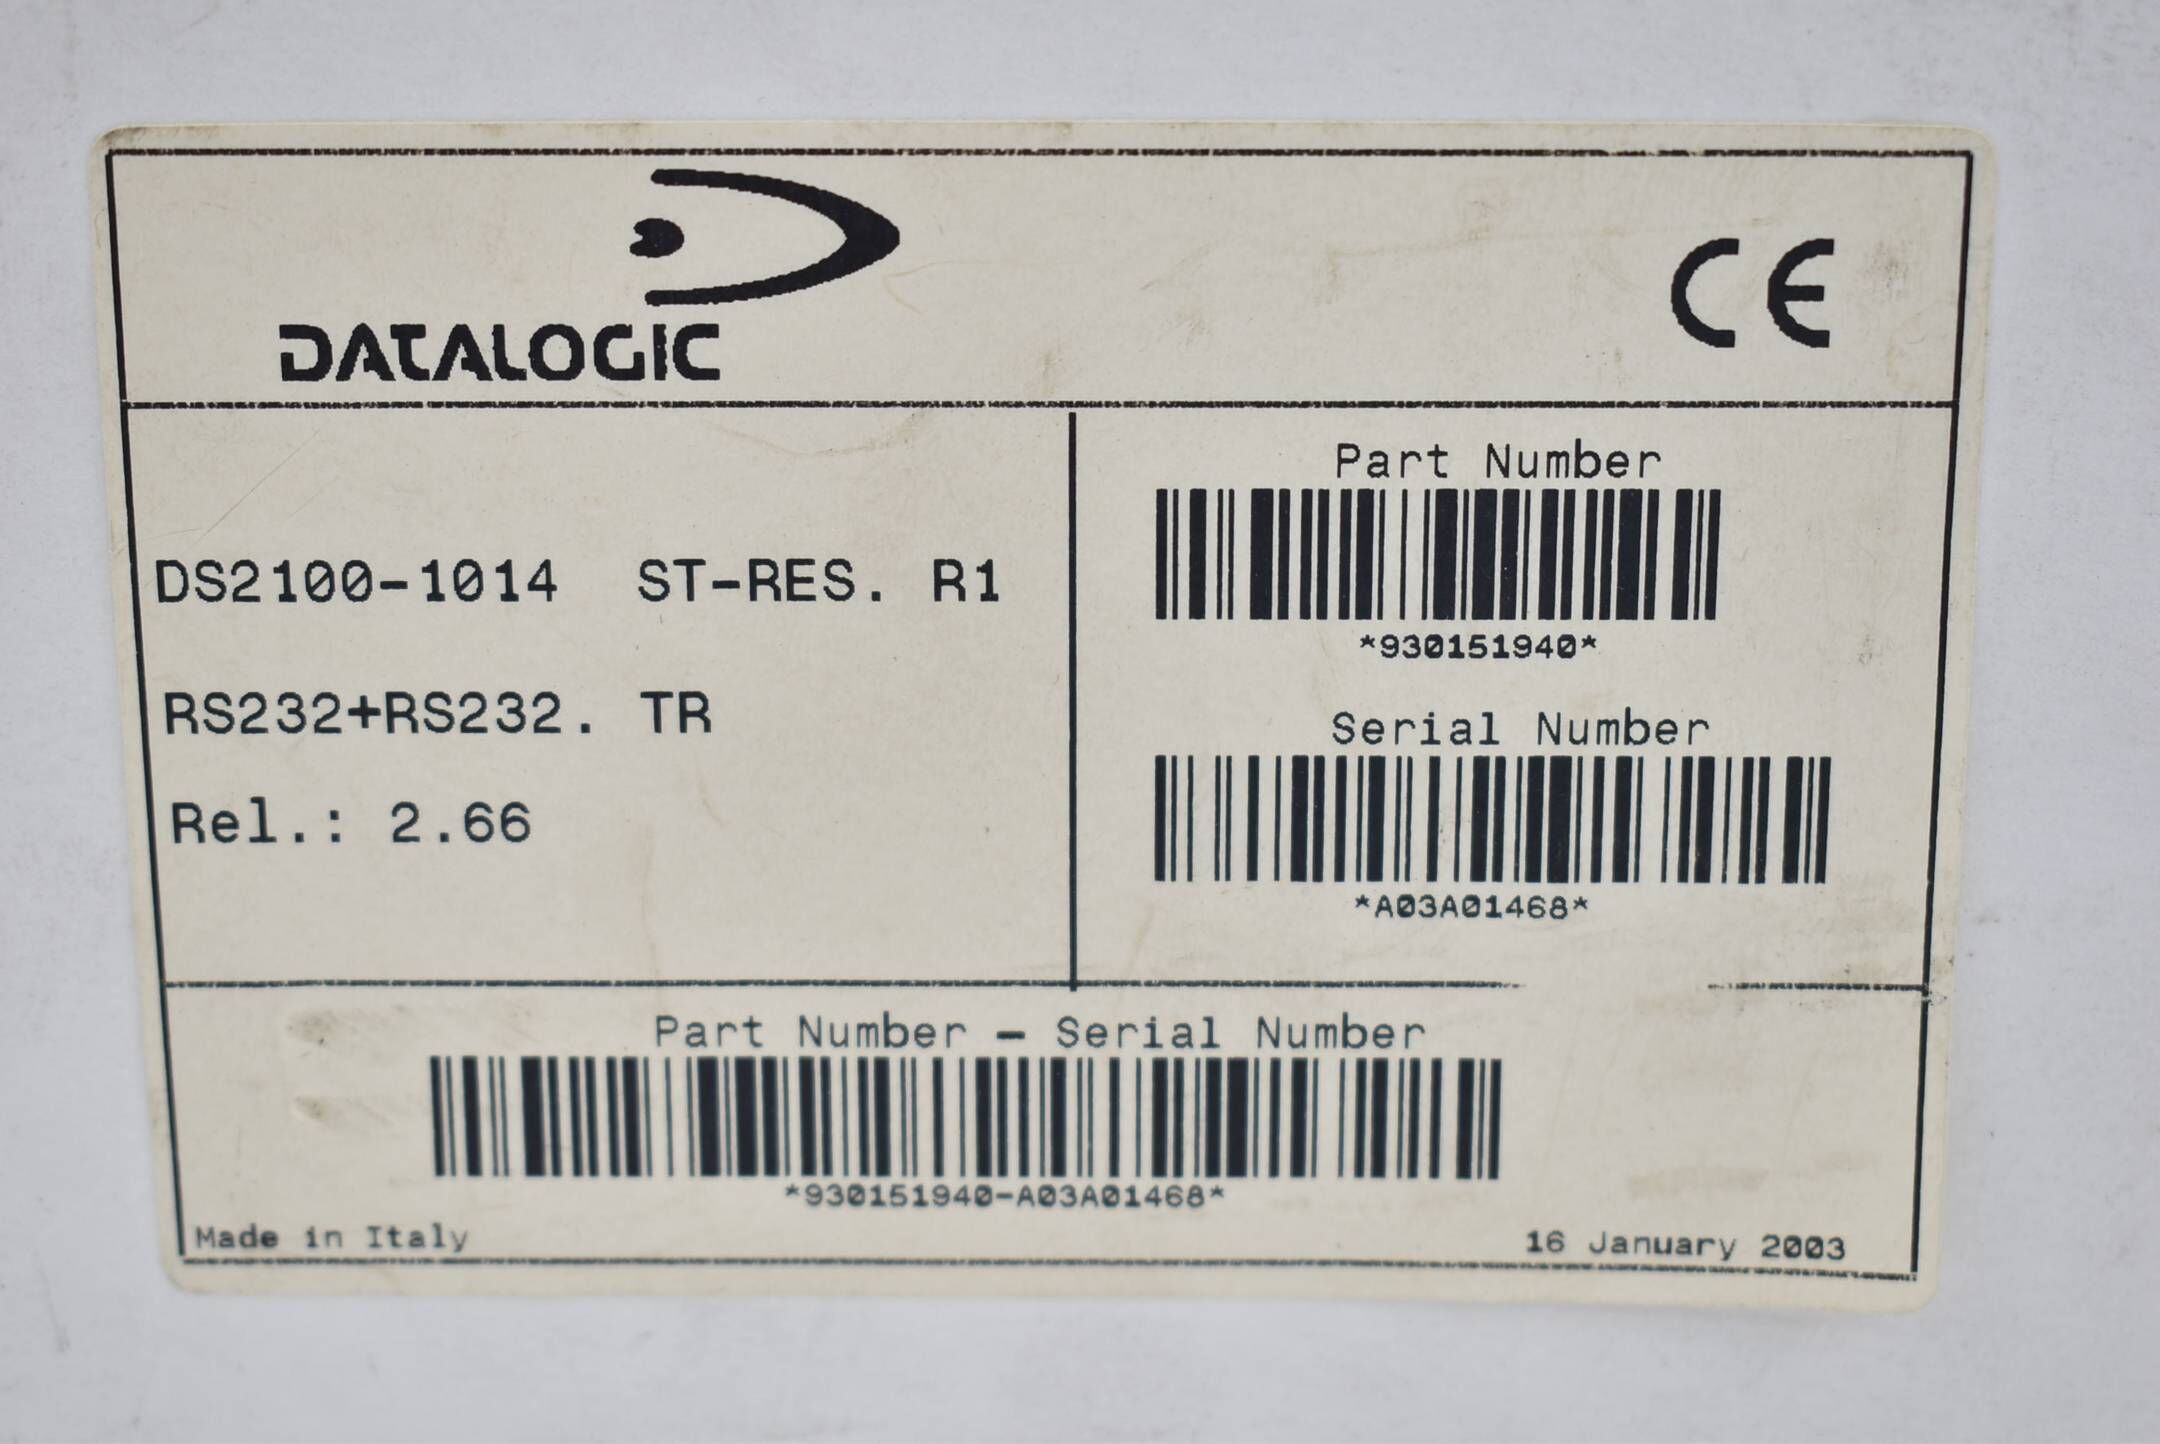 DATALOGIC
CE
DS2100-1014 ST-RES. R1
RS232+RS232. TR
Rel.: 2.66
Part Number
*930151940*
Serial Number
*A03A01468*
Part Number - Serial Number
*930151940-A03A01468*
Made in Italy
16 January 2003